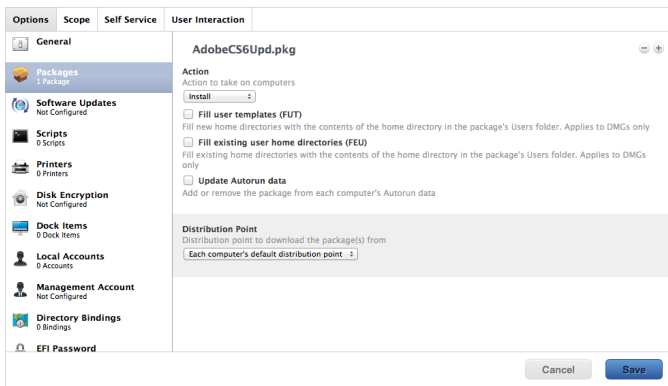 Options Scope Self Service User Interaction
General
Packages
1 Package
Software Updates
Not Configured
Scripts
0 Scripts
Printers
0 Printers
Disk Encryption
Not Configured
Dock Items
0 Dock Items
Local Accounts
0 Accounts
Management Account
Not Configured
Directory Bindings
0 Bindings
EFI Password
AdobeCS6Upd.pkg
Action
Action to take on computers
Install
Fill user templates (FUT)
Fill new home directories with the contents of the home directory in the package's Users folder. Applies to DMGs only
Fill existing user home directories (FEU)
Fill existing home directories with the contents of the home directory in the package's Users folder. Applies to DMGs
only
Update Autorun data
Add or remove the package from each computer's Autorun data
Distribution Point
Distribution point to download the package(s) from
Each computer's default distribution point
Cancel Save